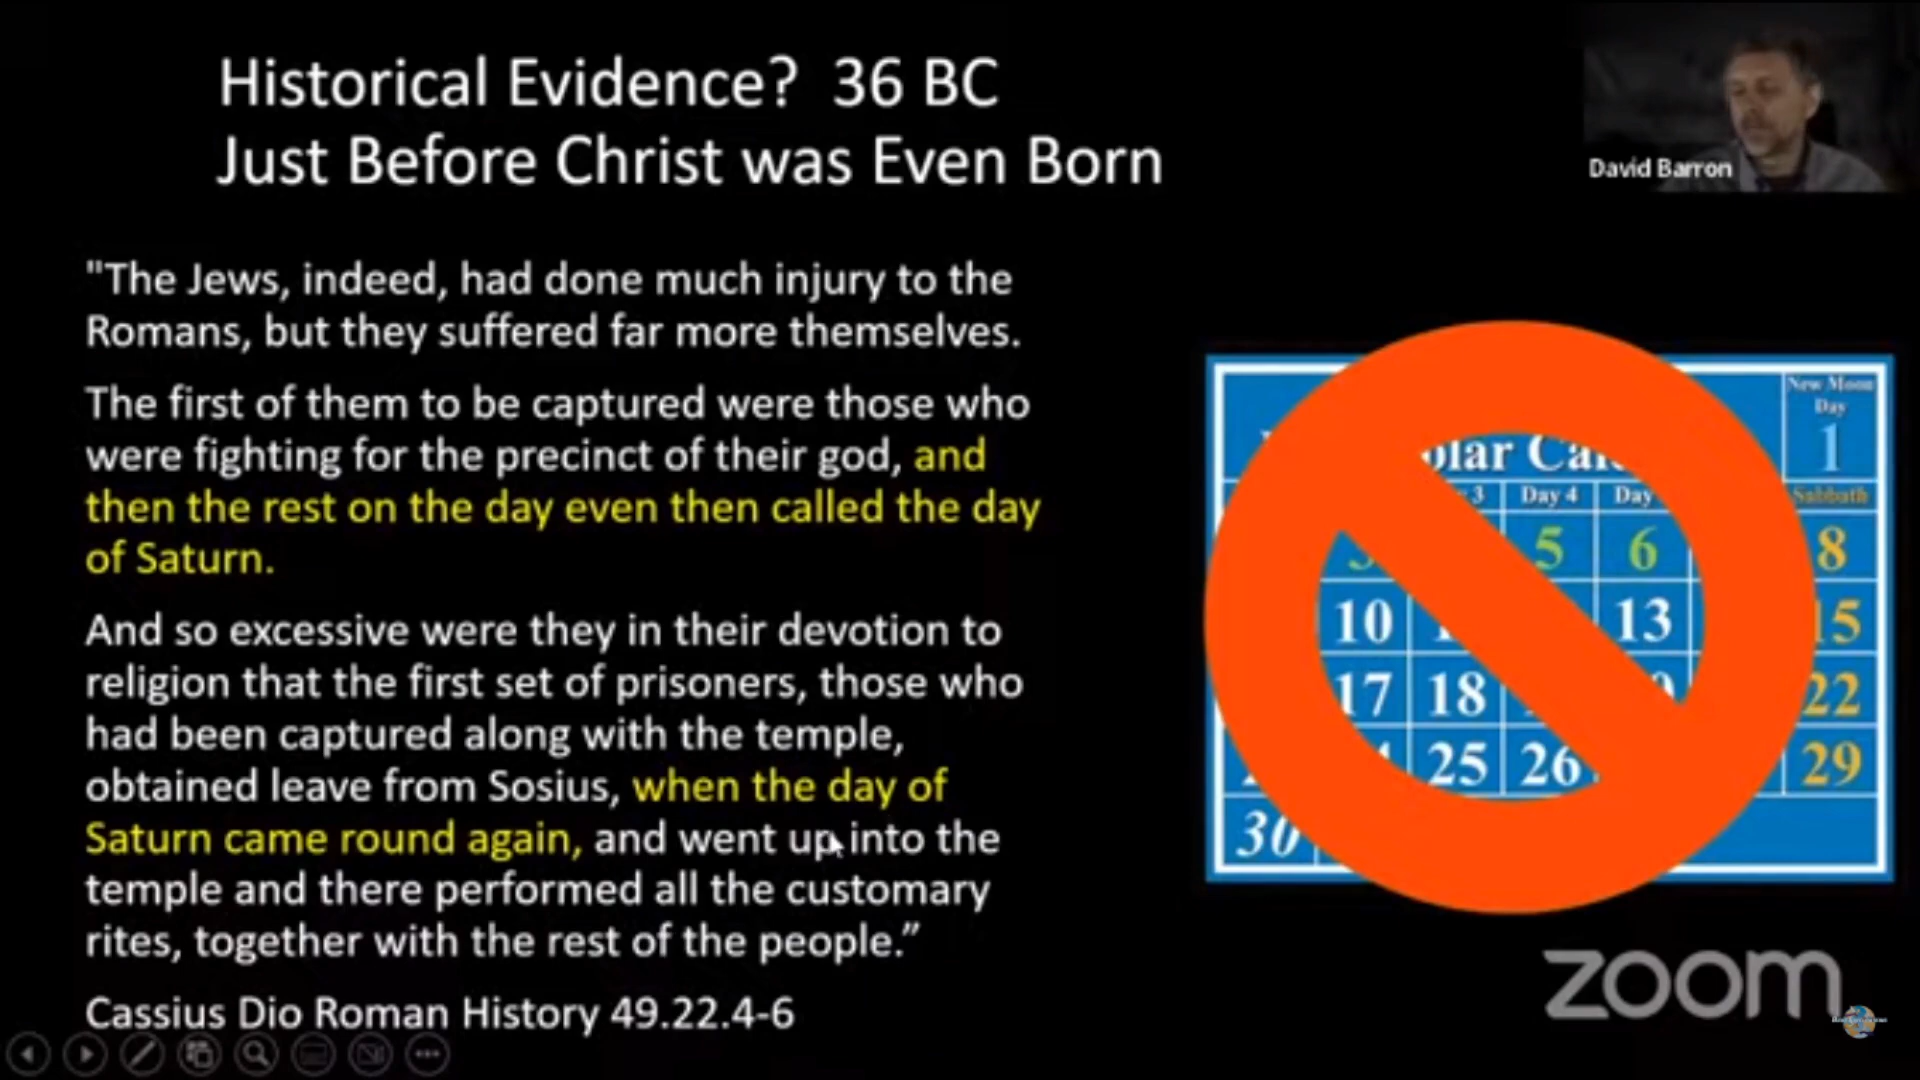 Historical Evidence?  36 BC
Just Before Christ was Even Born
David Barron
"The Jews, indeed, had done much injury to the
Romans, but they suffered far more themselves.
The first of them to be captured were those who
were fighting for the precinct of their god, and
then the rest on the day even then called the day
of Saturn.
And so excessive were they in their devotion to
religion that the first set of prisoners, those who
had been captured along with the temple,
obtained leave from Sosius, when the day of
Saturn came round again, and went up into the
temple and there performed all the customary
rites, together with the rest of the people.”
Cassius Dio Roman History 49.22.4-6
New Moon
Day
1
Day 4 Day Sabbath
5 6 8
10 13 15
17 18 22
25 26 29
30
zoom